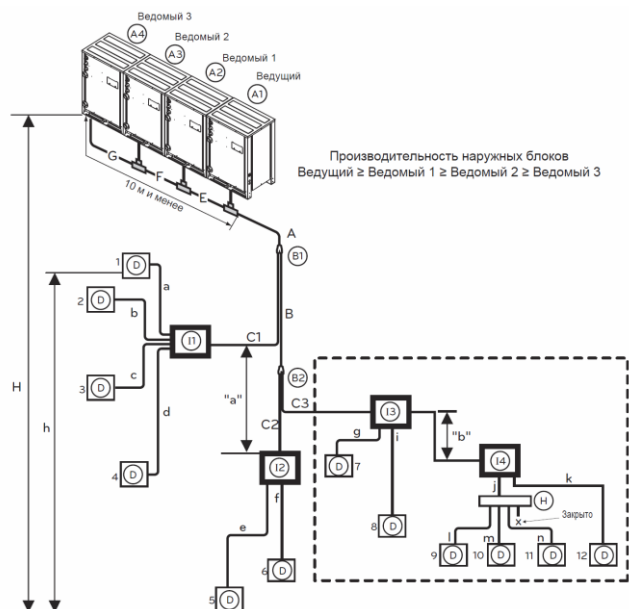 Ведомый 3
A4
Ведомый 2
A3
Ведомый 1
A2
Ведущий
A1
Производительность наружных блоков
Ведущий ≥ Ведомый 1 ≥ Ведомый 2 ≥ Ведомый 3
G
F
E
10 м и менее
A
B1
1 D
a
2 D
b
B
I1
C1
H
h
c
3 D
"a"
B2
C3
I3
d
C2
g
i
"b"
4 D
D 7
I4
I2
j
k
f
H
x
Закрыто
8 D
e
l
m
n
9 D
10 D
11 D
12 D
6 D
5 D